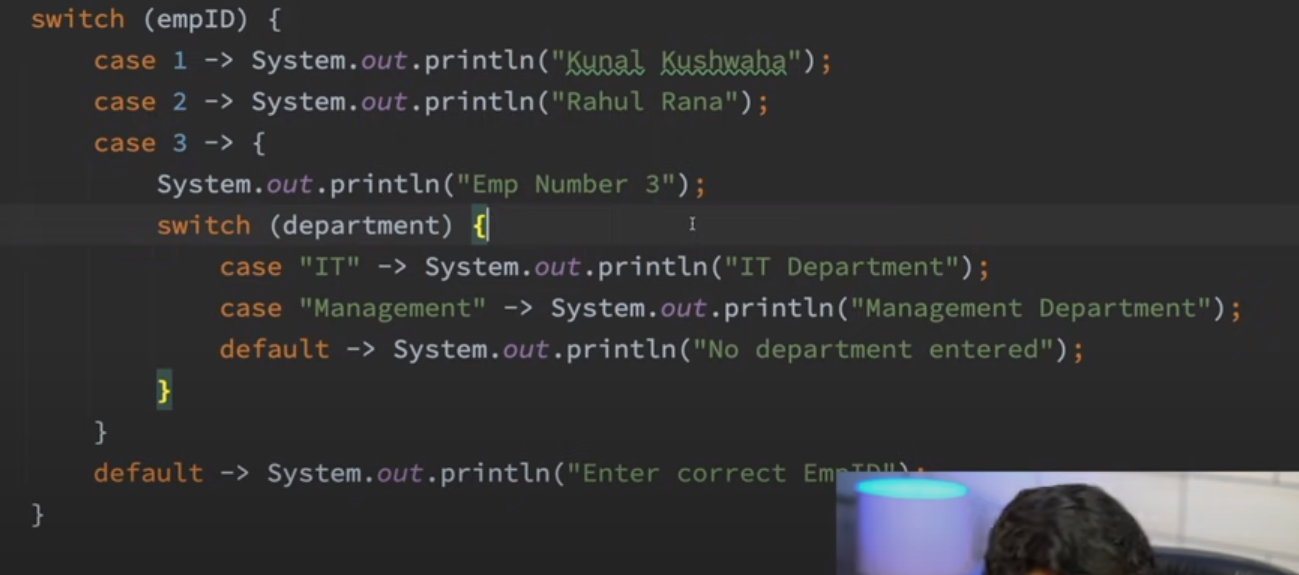 switch (empID) {
case 1 -> System.out.println("Kunal Kushwaha");
case 2 -> System.out.println("Rahul Rana");
case 3 -> {
System.out.println("Emp Number 3");
switch (department) {
case "IT" -> System.out.println("IT Department");
case "Management" -> System.out.println("Management Department");
default -> System.out.println("No department entered");
}
}
default -> System.out.println("Enter correct EmpID");
}